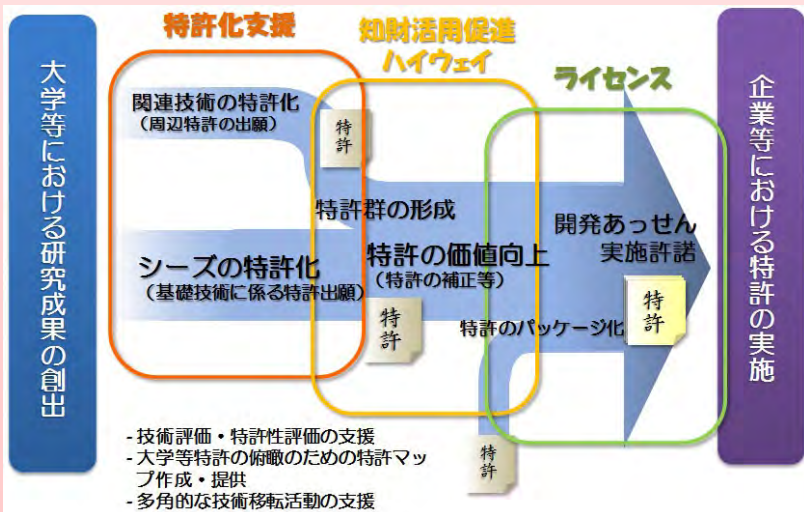 大学等における研究成果の創出
特許化支援
知財活用促進
ハイウェイ
ライセンス
企業等における特許の実施
関連技術の特許化
（周辺特許の出願）
特許
特許群の形成
シーズの特許化
（基礎技術に係る特許出願）
特許の価値向上
（特許の補正等）
特許
開発あっせん
実施許諾
特許
特許のパッケージ化
特許
- 技術評価・特許性評価の支援
- 大学等特許の俯瞰のための特許マッ
プ作成・提供
- 多角的な技術移転活動の支援